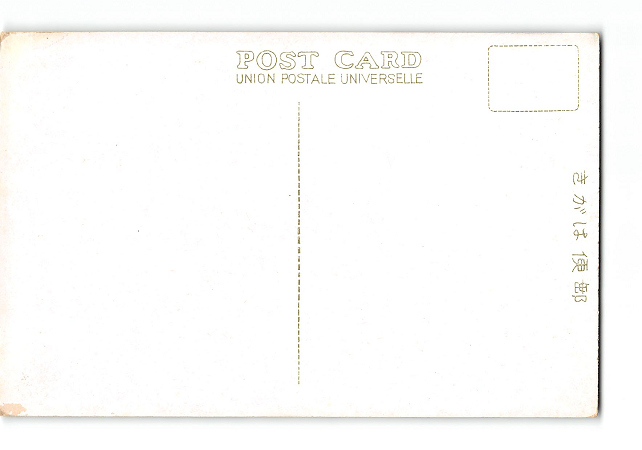 POST CARD
UNION POSTALE UNIVERSELLE
きがは便郵